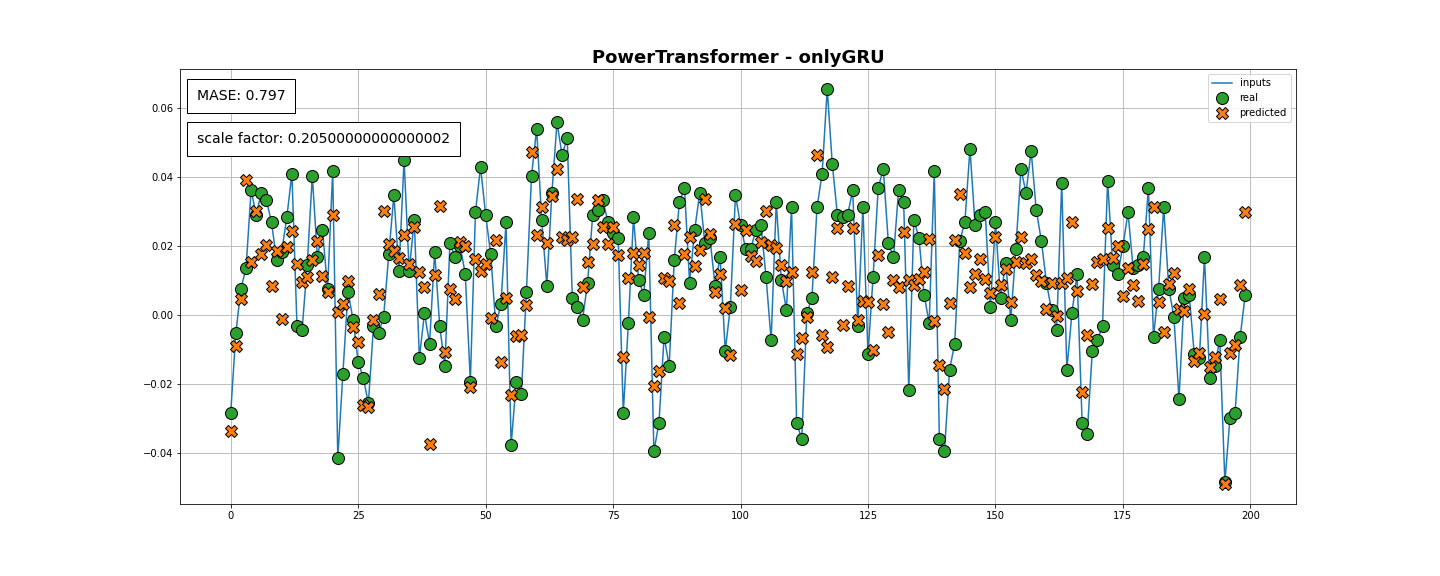 PowerTransformer - onlyGRU
MASE: 0.797
scale factor: 0.20500000000000002
inputs
real
predicted
0.06
0.04
0.02
0.00
−0.02
−0.04
0 25 50 75 100 125 150 175 200